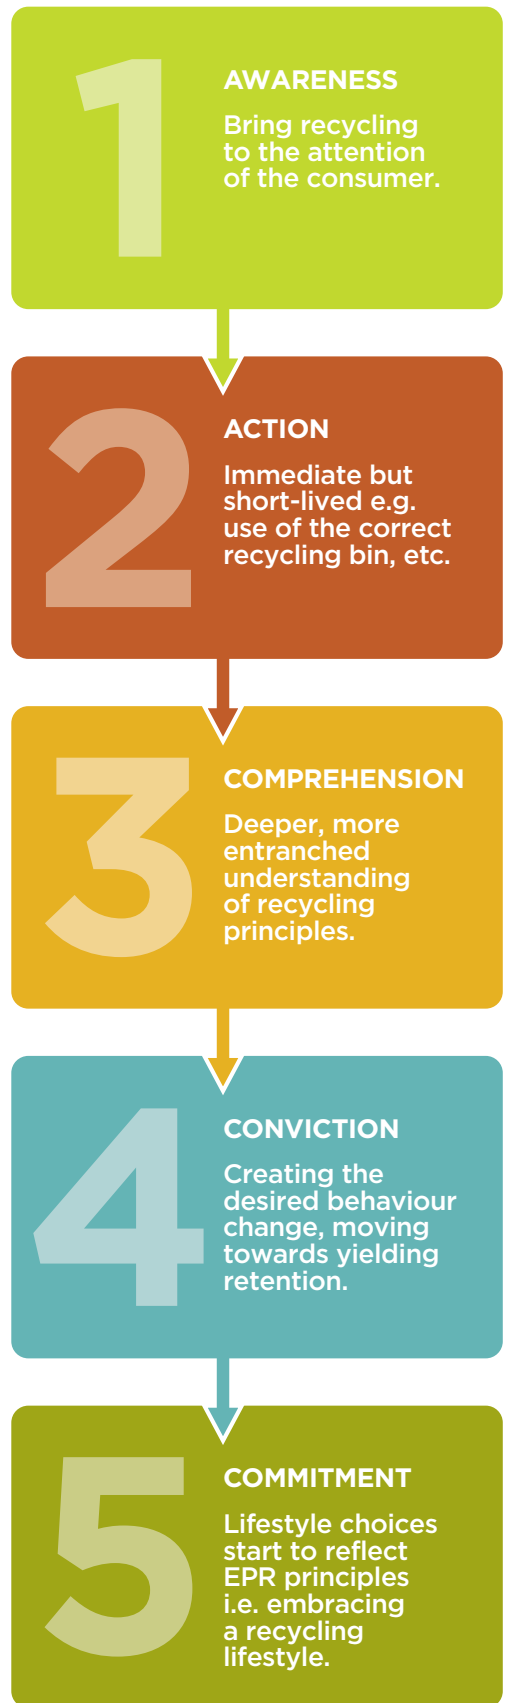 1
AWARENESS
Bring recycling
to the attention
of the consumer.
2
ACTION
Immediate but
short-lived e.g.
use of the correct
recycling bin, etc.
3
COMPREHENSION
Deeper, more
entranched
understanding
of recycling
principles.
4
CONVICTION
Creating the
desired behaviour
change, moving
towards yielding
retention.
5
COMMITMENT
Lifestyle choices
start to reflect
EPR principles
i.e. embracing
a recycling
lifestyle.